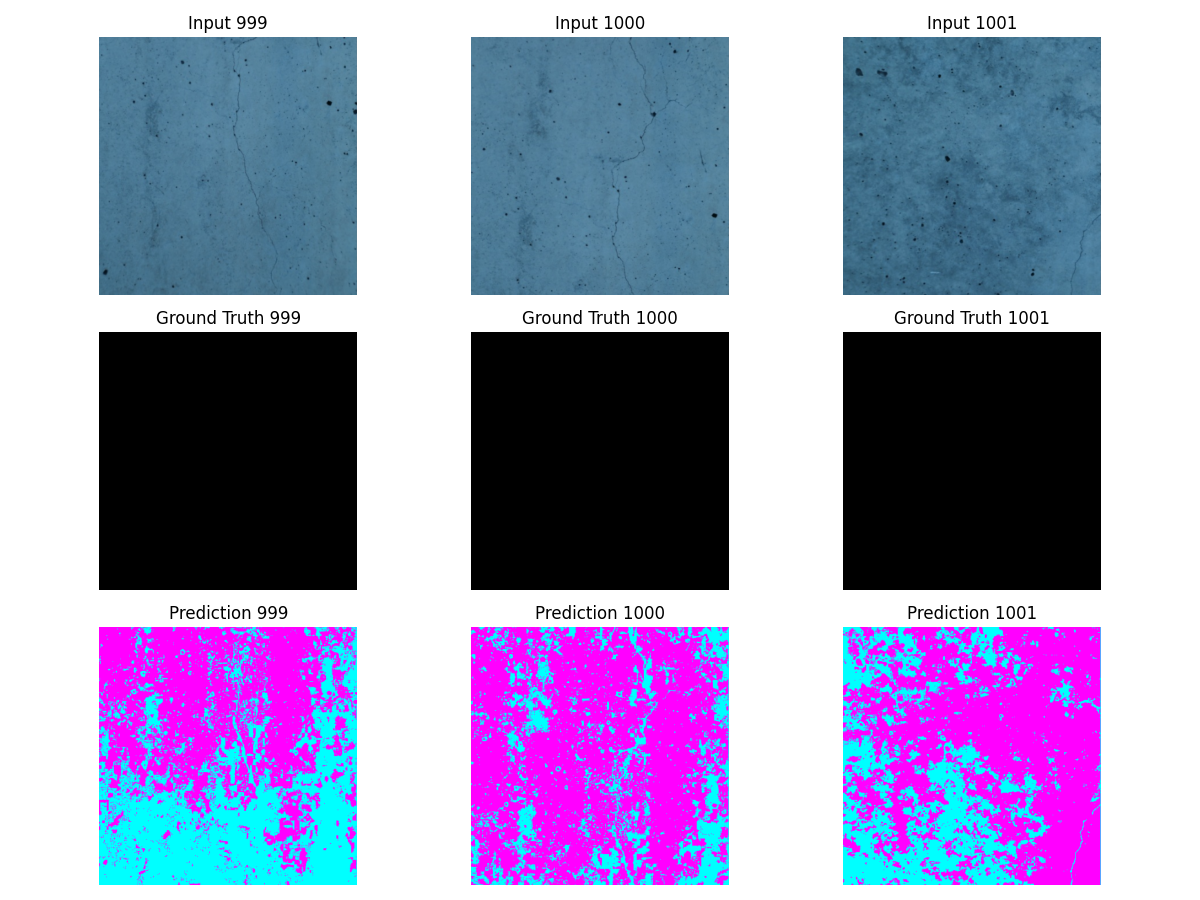 Input 999
Input 1000
Input 1001
Ground Truth 999
Ground Truth 1000
Ground Truth 1001
Prediction 999
Prediction 1000
Prediction 1001